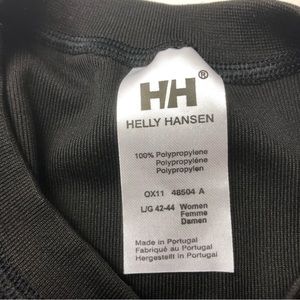 HH®
HELLY HANSEN
100% Polypropylene
Polypropyléne
Polypropylen
OX11 48504 A
L/G 42-44 Women
Femme
Damen
Made in Portugal
Fabriqué au Portugal
Hergestellt in Portugal